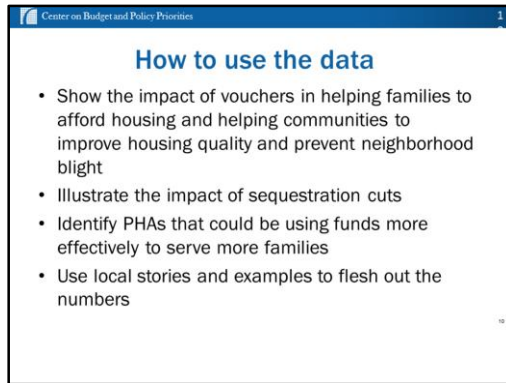 Center on Budget and Policy Priorities
1
How to use the data
• Show the impact of vouchers in helping families to
afford housing and helping communities to
improve housing quality and prevent neighborhood
blight
• Illustrate the impact of sequestration cuts
• Identify PHAs that could be using funds more
effectively to serve more families
• Use local stories and examples to flesh out the
numbers